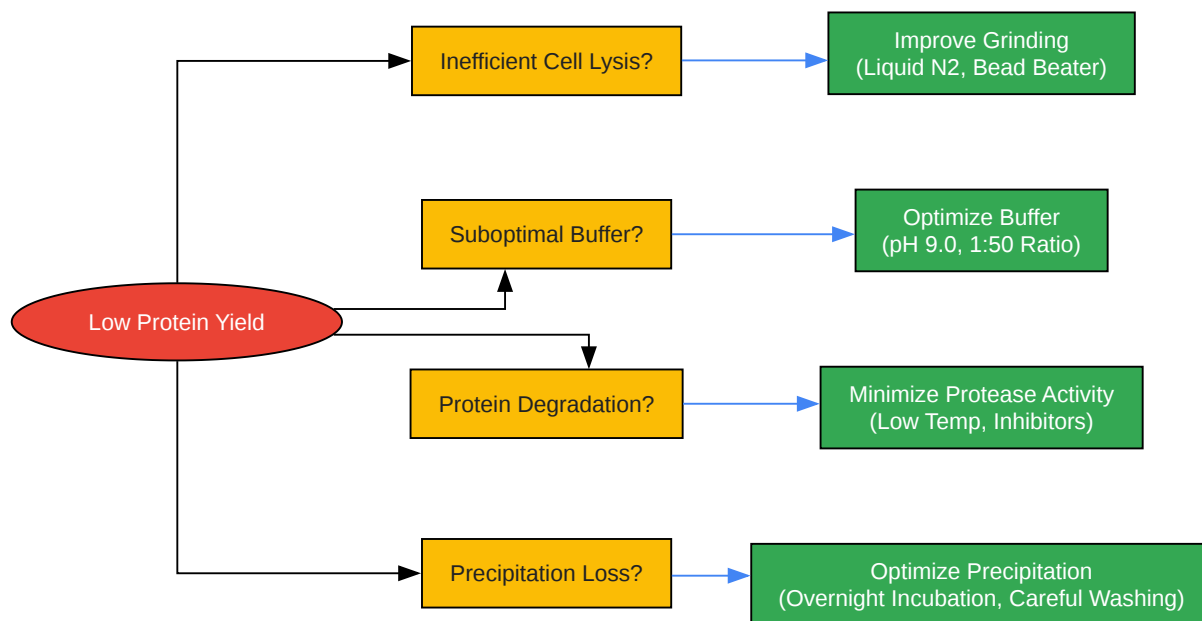 Inefficient Cell Lysis?
Improve Grinding
(Liquid N2, Bead Beater)
Suboptimal Buffer?
Optimize Buffer
(pH 9.0, 1:50 Ratio)
Low Protein Yield
Protein Degradation?
Minimize Protease Activity
(Low Temp, Inhibitors)
Precipitation Loss?
Optimize Precipitation
(Overnight Incubation, Careful Washing)